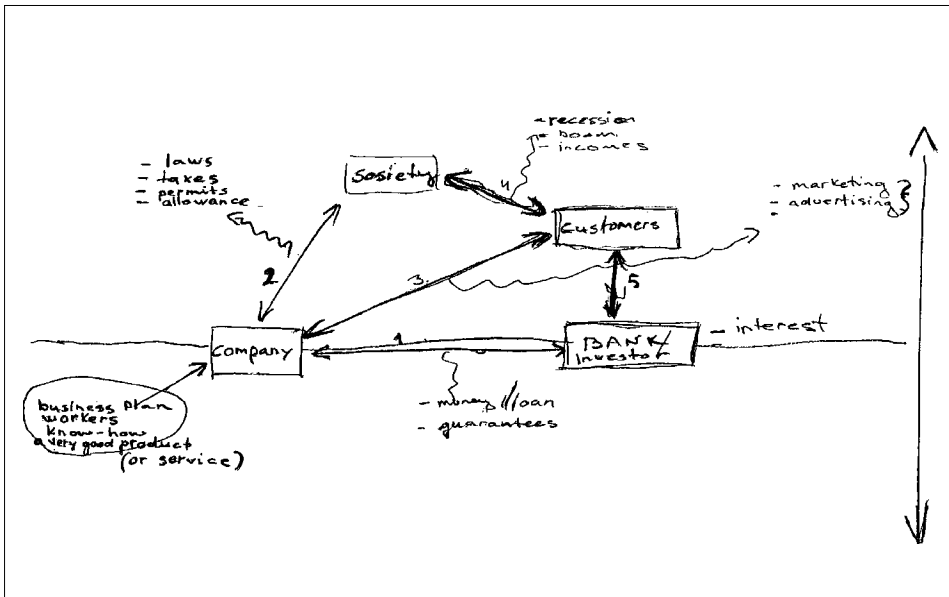 - recession
- boom
- incomes
- laws
- taxes
- permits
- allowance
Sosiety
4
- marketing
- advertising
-
Customers
2
3.
5
1
Company
BANK/
Investor
- interest
business plan
workers
know-how
a very good product
(or service)
- money//loan
- guarantees